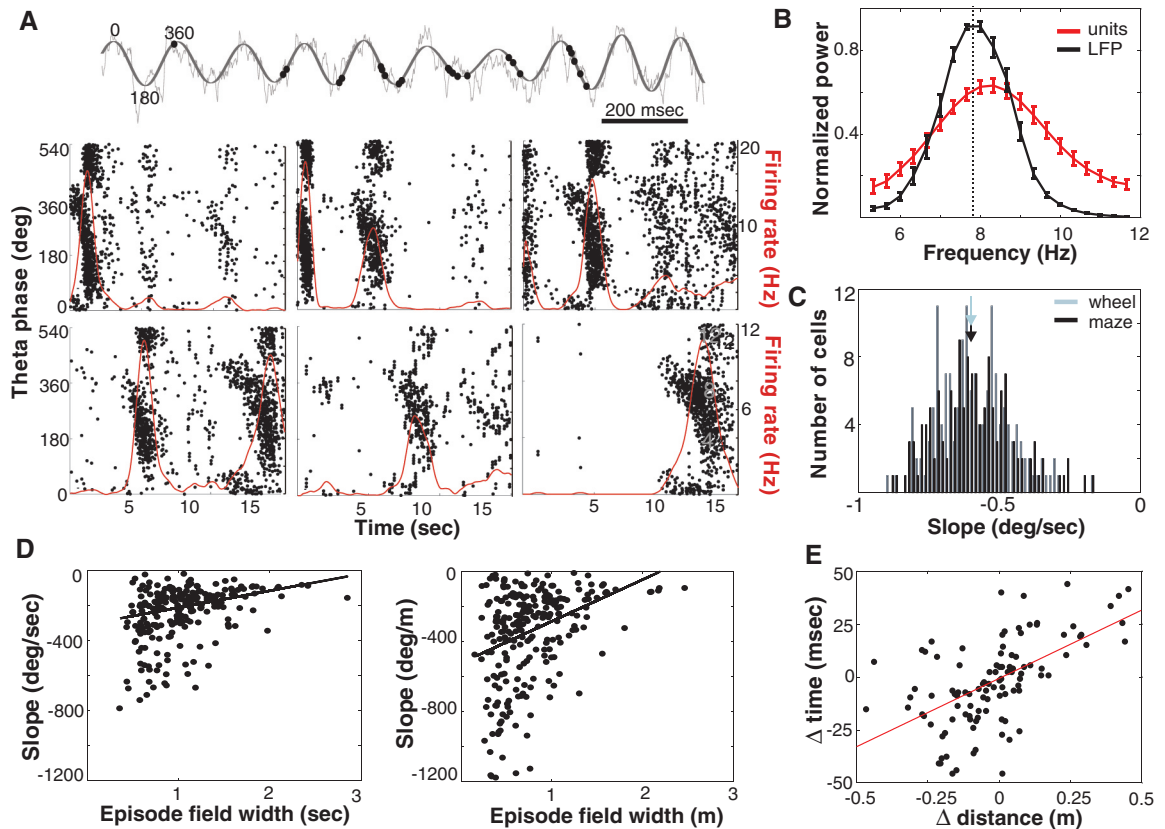 A
0
360
180
200 msec
Theta phase (deg)
540
360
180
0
20
10
Firing rate (Hz)
540
360
180
0
12
6
Firing rate (Hz)
5
10
15
5
10
15
5
10
15
Time (sec)
B
Normalized power
0.8
0.4
units
LFP
6
8
10
12
Frequency (Hz)
C
Number of cells
12
8
4
wheel
maze
-1
-0.5
0
Slope (deg/sec)
D
Slope (deg/sec)
0
-400
-800
-1200
1
2
3
Episode field width (sec)
Slope (deg/m)
0
-400
-800
-1200
1
2
3
Episode field width (m)
E
Δ time (msec)
50
25
0
-25
-50
-0.5
-0.25
0
0.25
0.5
Δ distance (m)